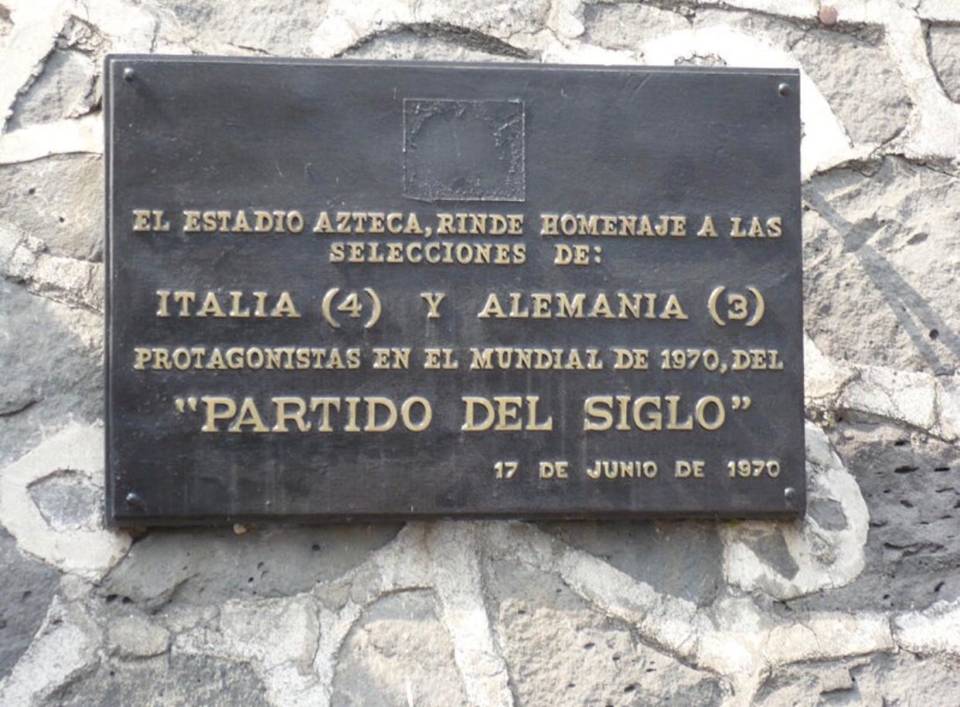 EL ESTADIO AZTECA, RINDE HOMENAJE A LAS
SELECCIONES DE:
ITALIA (4) Y ALEMANIA (3)
PROTAGONISTAS EN EL MUNDIAL DE 1970, DEL
"PARTIDO DEL SIGLO"
17 DE JUNIO DE 1970